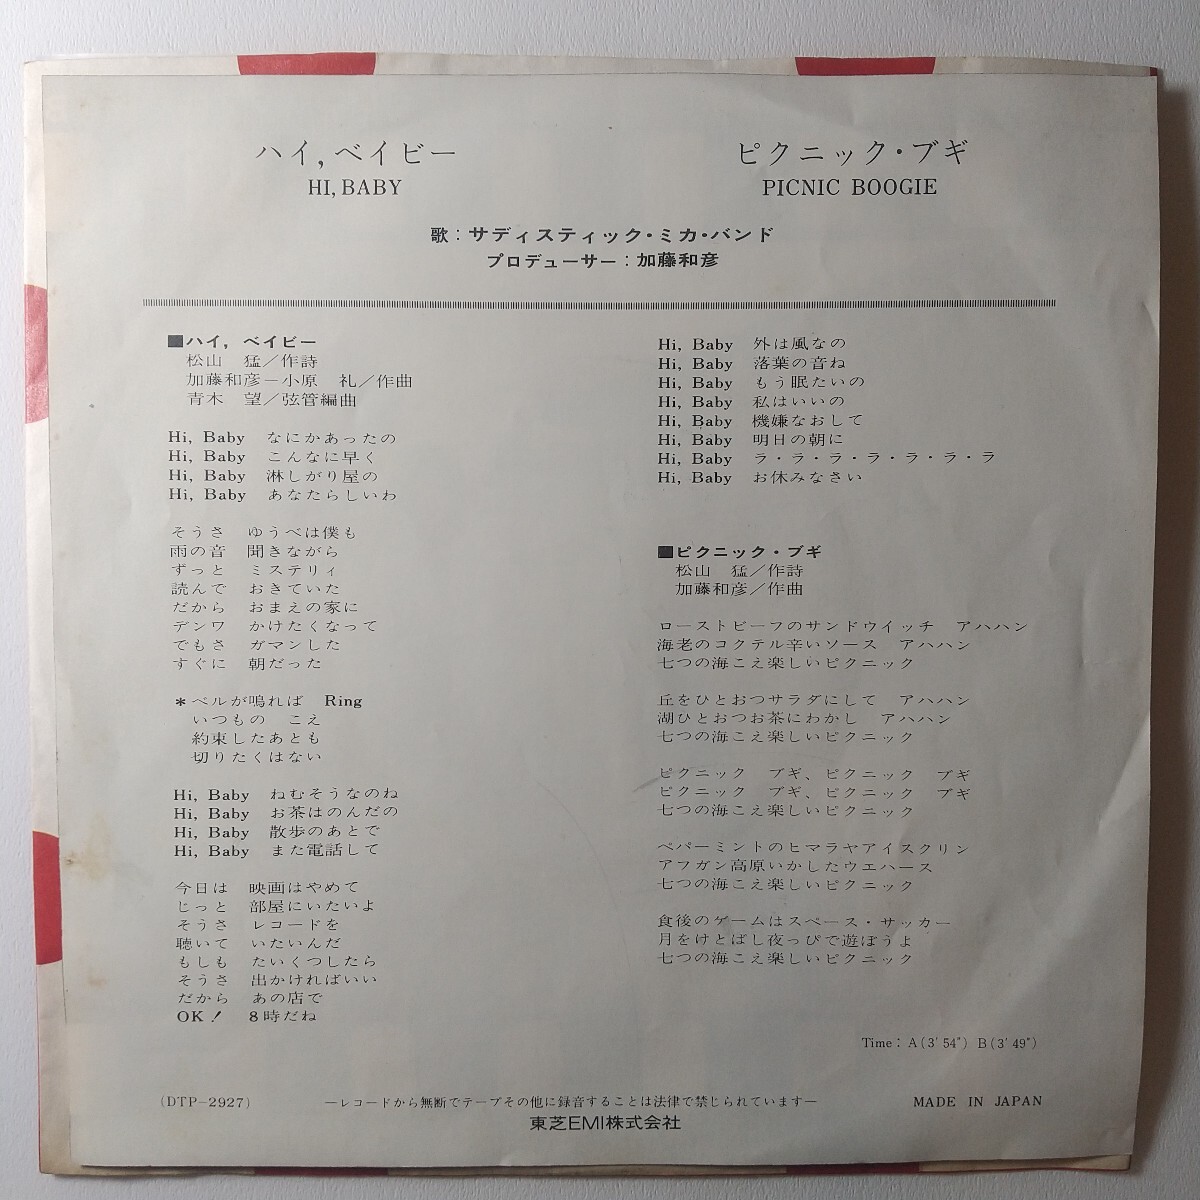 ハイ, ベイビー
HI, BABY
ピクニック・ブギ
PICNIC BOOGIE
歌：サディスティック・ミカ・バンド
プロデューサー：加藤和彦
■ハイ, ベイビー
松山 猛／作詩
加藤和彦－小原 礼／作曲
青木 望／弦管編曲
Hi, Baby なにかあったの
Hi, Baby こんなに早く
Hi, Baby 淋しがり屋の
Hi, Baby あなたらしいわ
そうさ ゆうべは僕も
雨の音 聞きながら
ずっと ミステリィ
読んで おきていた
だから おまえの家に
デンワ かけたくなって
でもさ ガマンした
すぐに 朝だった
＊ベルが鳴れば Ring
いつもの こえ
約束したあとも
切りたくはない
Hi, Baby ねむそうなのね
Hi, Baby お茶はのんだの
Hi, Baby 散歩のあとで
Hi, Baby また電話して
今日は 映画はやめて
じっと 部屋にいたいよ
そうさ レコードを
聴いて いたいんだ
もしも たいくつしたら
そうさ 出かければいい
だから あの店で
OK! 8時だね
Hi, Baby 外は風なの
Hi, Baby 落葉の音ね
Hi, Baby もう眠たいの
Hi, Baby 私はいいの
Hi, Baby 機嫌なおして
Hi, Baby 明日の朝に
Hi, Baby ラ・ラ・ラ・ラ・ラ・ラ・ラ
Hi, Baby お休みなさい
■ピクニック・ブギ
松山 猛／作詩
加藤和彦／作曲
ローストビーフのサンドウイッチ アハハン
海老のコクテル辛いソース アハハン
七つの海こえ楽しいピクニック
丘をひとおつサラダにして アハハン
湖ひとおつお茶にわかし アハハン
七つの海こえ楽しいピクニック
ピクニック ブギ、ピクニック ブギ
ピクニック ブギ、ピクニック ブギ
七つの海こえ楽しいピクニック
ペパーミントのヒマラヤアイスクリン
アフガン高原いかしたウエハース
七つの海こえ楽しいピクニック
食後のゲームはスペース・サッカー
月をけとばし夜っぴで遊ぼうよ
七つの海こえ楽しいピクニック
Time：A(3′54″) B(3′49″)
(DTP−2927)
―レコードから無断でテープその他に録音することは法律で禁じられています―
MADE IN JAPAN
東芝EMI株式会社